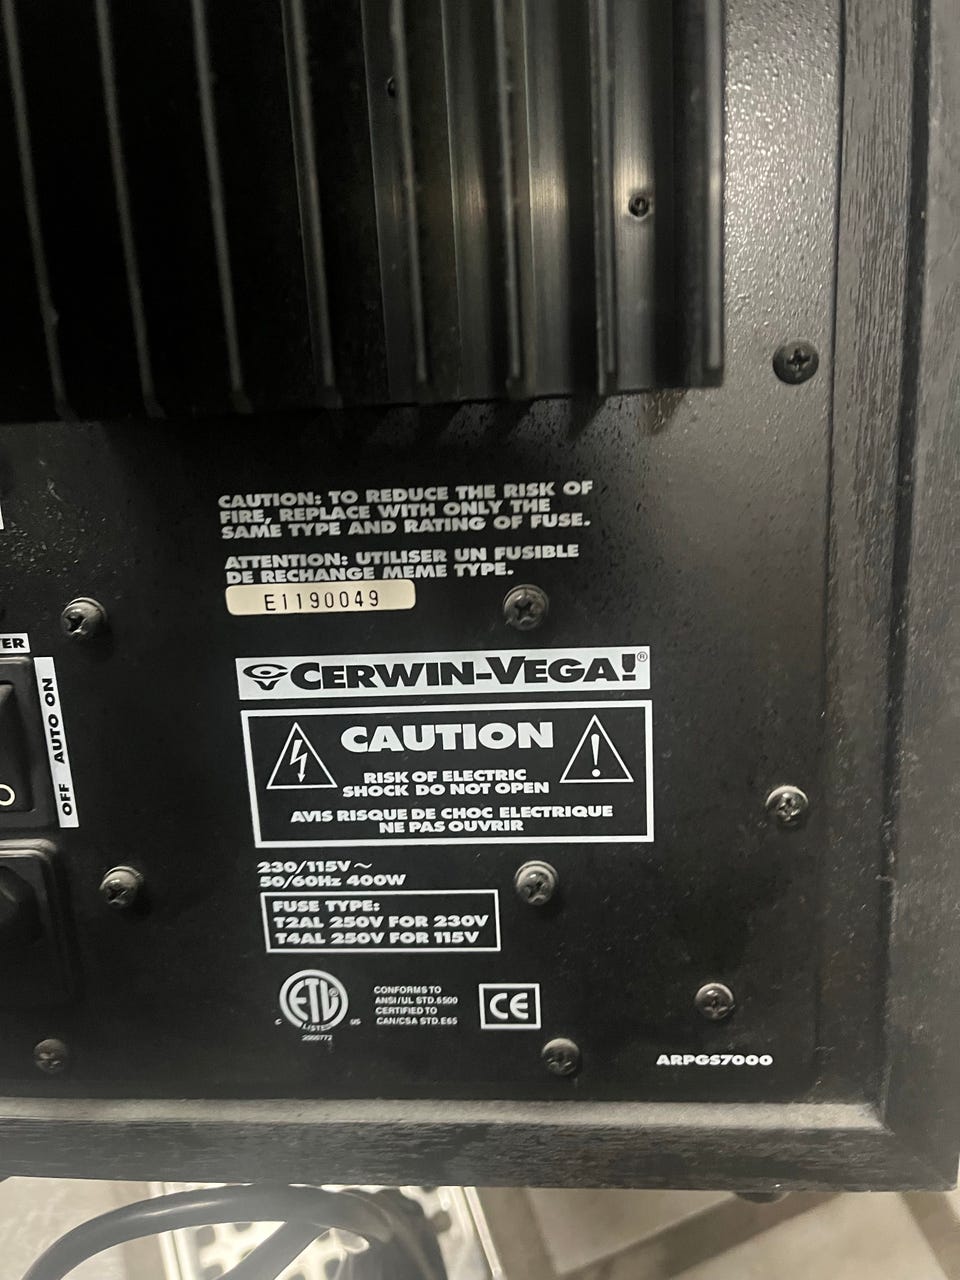 CAUTION: TO REDUCE THE RISK OF
FIRE, REPLACE WITH ONLY THE
SAME TYPE AND RATING OF FUSE.
ATTENTION: UTILISER UN FUSIBLE
DE RECHANGE MEME TYPE.
E1190049
ER
AUTO ON
OFF
CERWIN-VEGA!®
CAUTION
RISK OF ELECTRIC
SHOCK DO NOT OPEN
AVIS RISQUE DE CHOC ELECTRIQUE
NE PAS OUVRIR
230/115V~
50/60Hz 400W
FUSE TYPE:
T2AL 250V FOR 230V
T4AL 250V FOR 115V
ETL
C LISTED US
CONFORMS TO
ANSI/UL STD.6500
CERTIFIED TO
CAN/CSA STD.E65
CE
ARPGS7000